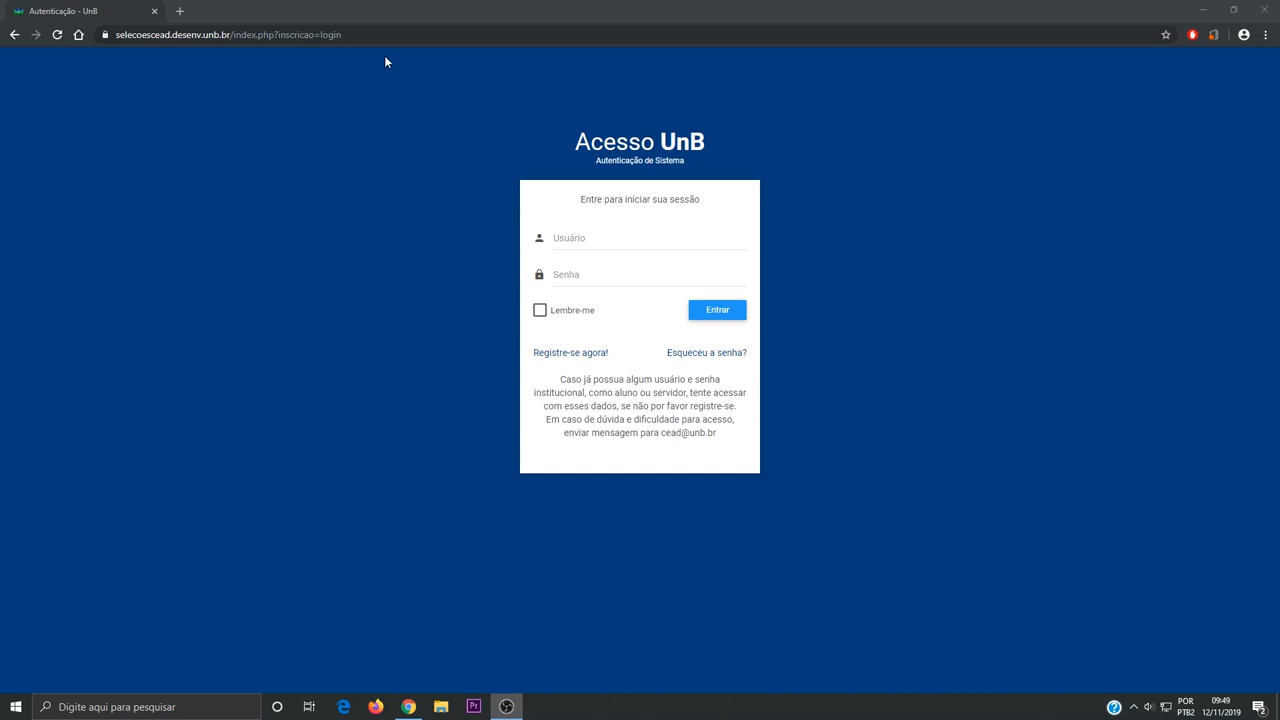 Autenticação - UnB
selecoescead.desenv.unb.br/index.php?inscricao=login
Acesso UnB
Autenticação de Sistema
Entre para iniciar sua sessão
Usuário
Senha
Lembre-me
Entrar
Registre-se agora!
Esqueceu a senha?
Caso já possua algum usuário e senha
institucional, como aluno ou servidor, tente acessar
com esses dados, se não por favor registre-se.
Em caso de dúvida e dificuldade para acesso,
enviar mensagem para cead@unb.br
Digite aqui para pesquisar
Pr
POR
PTB2
09:49
12/11/2019
2